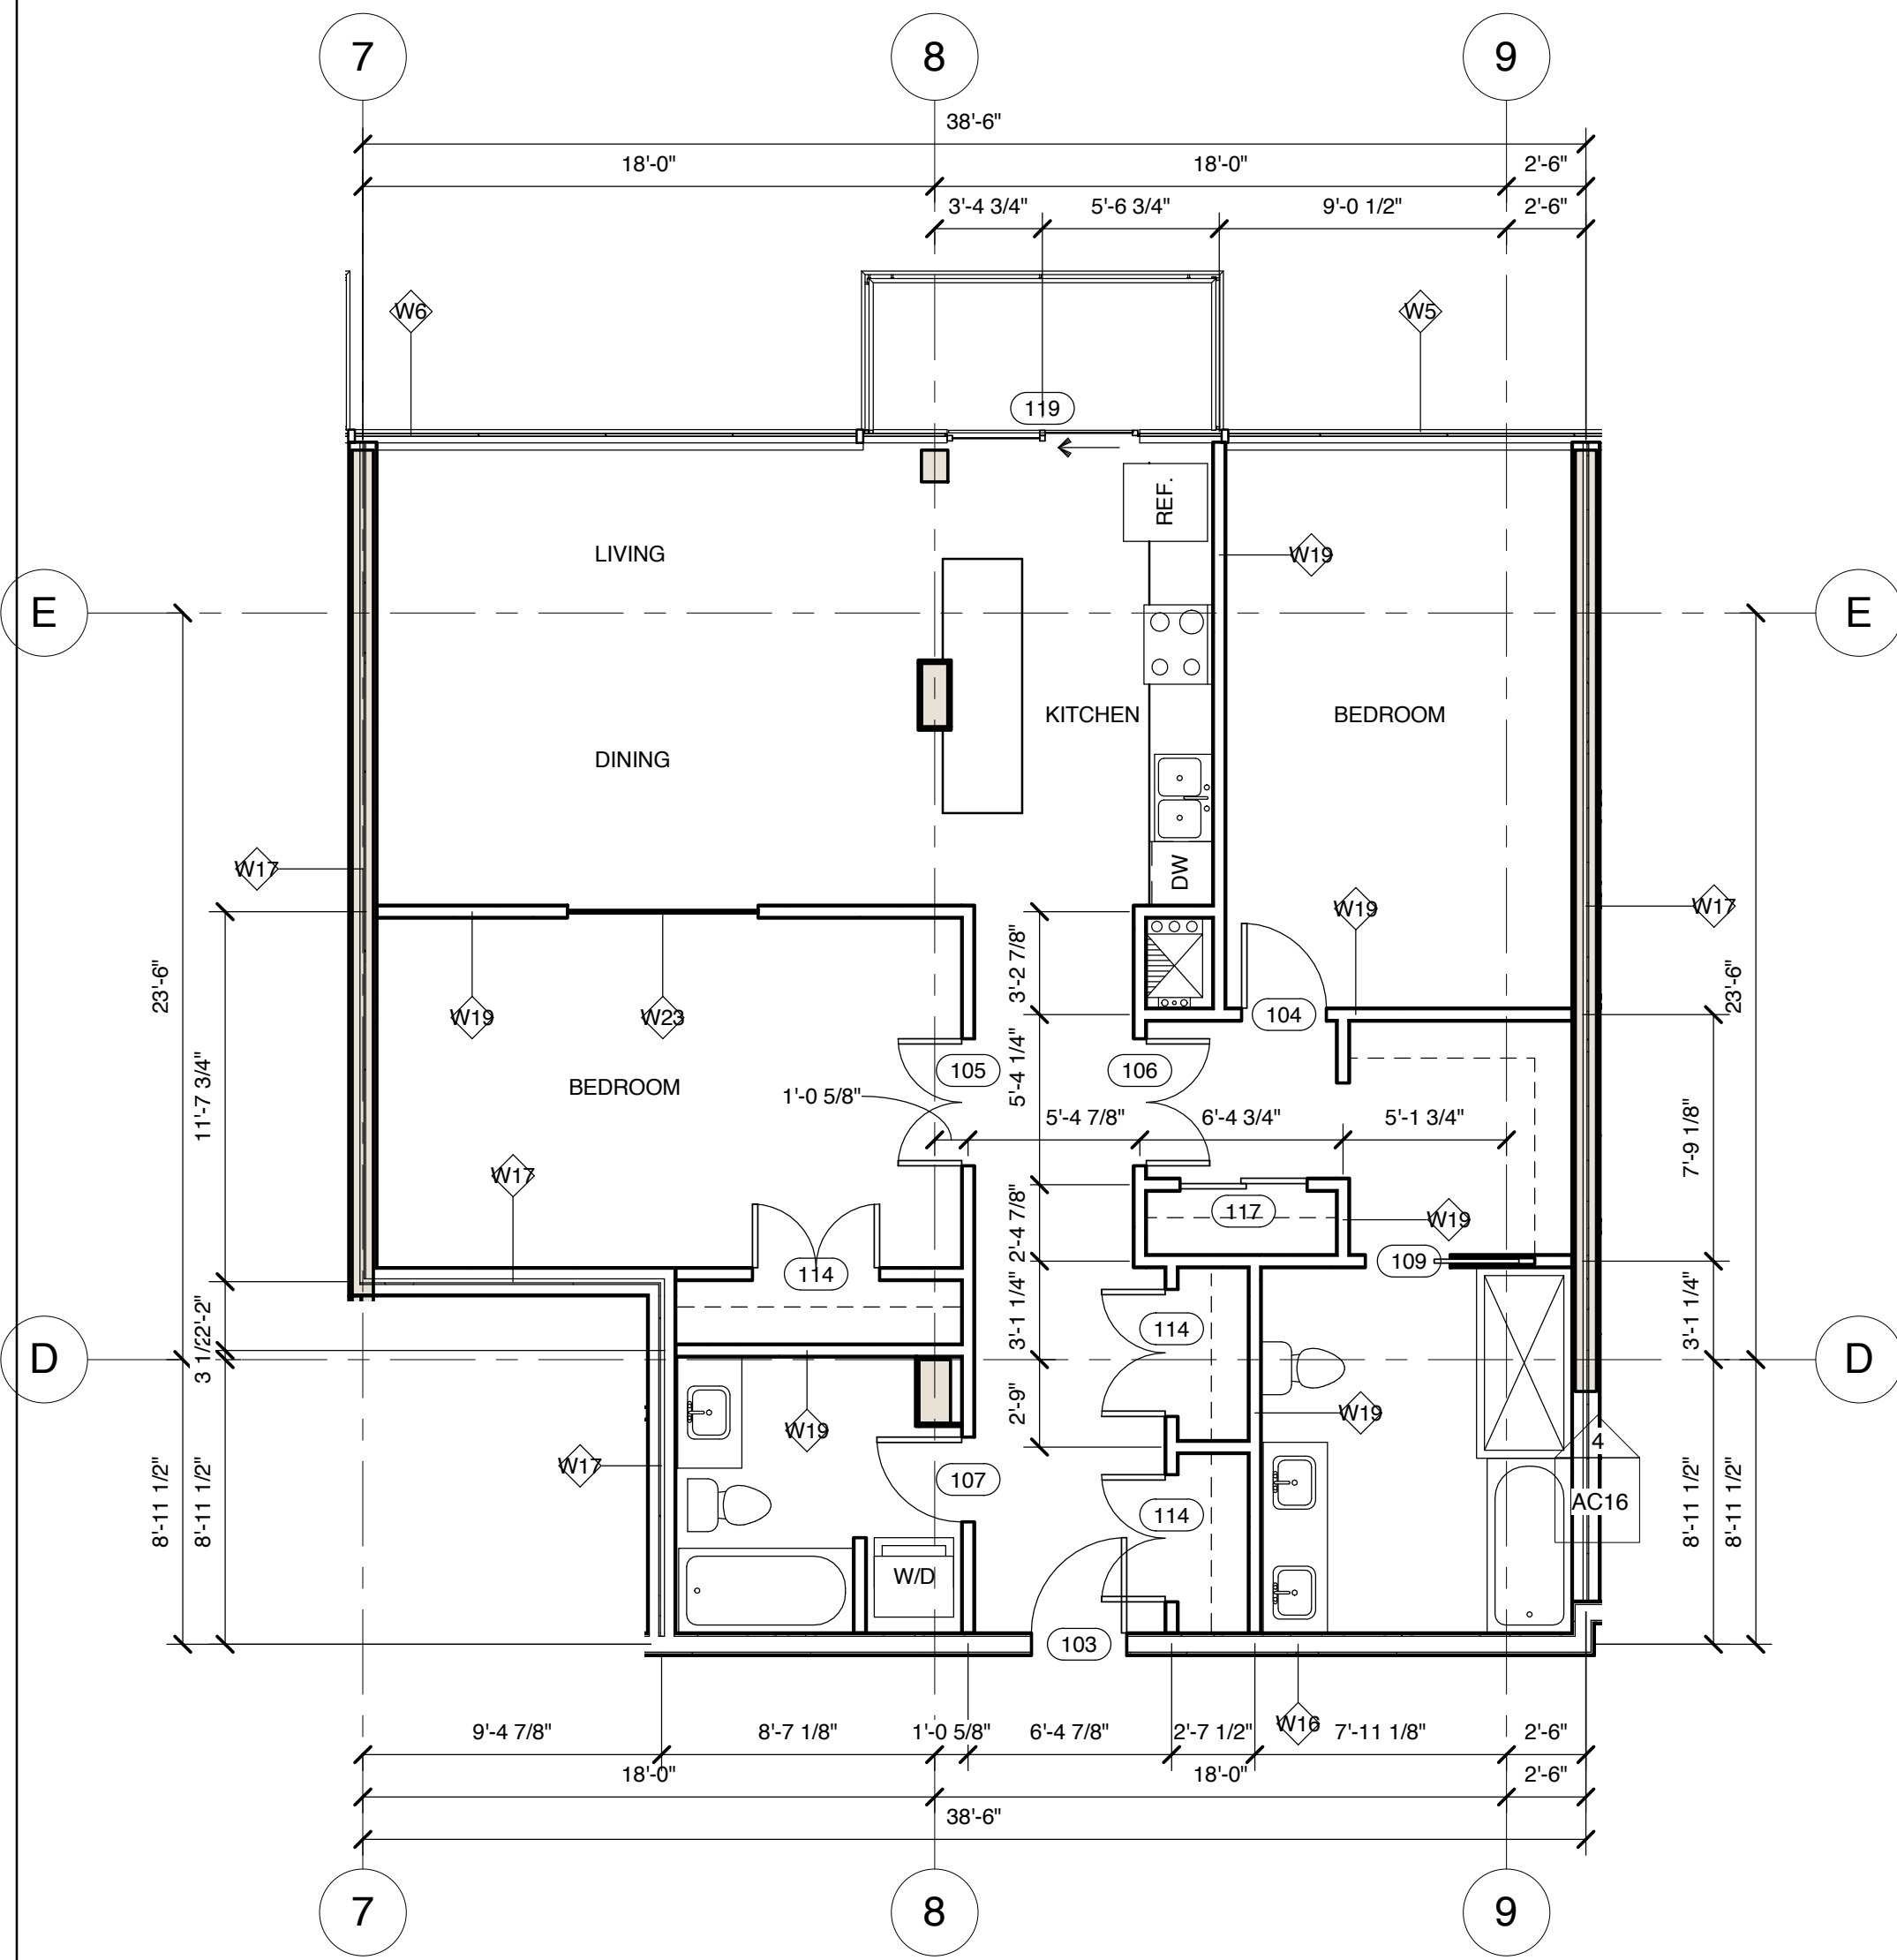 7
8
9
38'-6"
18'-0"
18'-0"
2'-6"
3'-4 3/4"
5'-6 3/4"
9'-0 1/2"
2'-6"
W6
W5
119
REF.
LIVING
W19
E
E
KITCHEN
BEDROOM
DINING
W17
DW
W19
W17
3'-2 7/8"
23'-6"
23'-6"
W19
W23
104
11'-7 3/4"
5'-4 1/4"
105
106
BEDROOM
1'-0 5/8"
5'-4 7/8"
6'-4 3/4"
5'-1 3/4"
7'-9 1/8"
W17
2'-4 7/8"
117
W19
114
109
2'-2"
3'-1 1/4"
114
3'-1 1/4"
3 1/2"
D
D
2'-9"
W19
W19
4
W17
107
AC16
8'-11 1/2"
8'-11 1/2"
114
8'-11 1/2"
8'-11 1/2"
W/D
103
9'-4 7/8"
8'-7 1/8"
1'-0 5/8"
6'-4 7/8"
2'-7 1/2"
W16
7'-11 1/8"
2'-6"
18'-0"
18'-0"
2'-6"
38'-6"
7
8
9